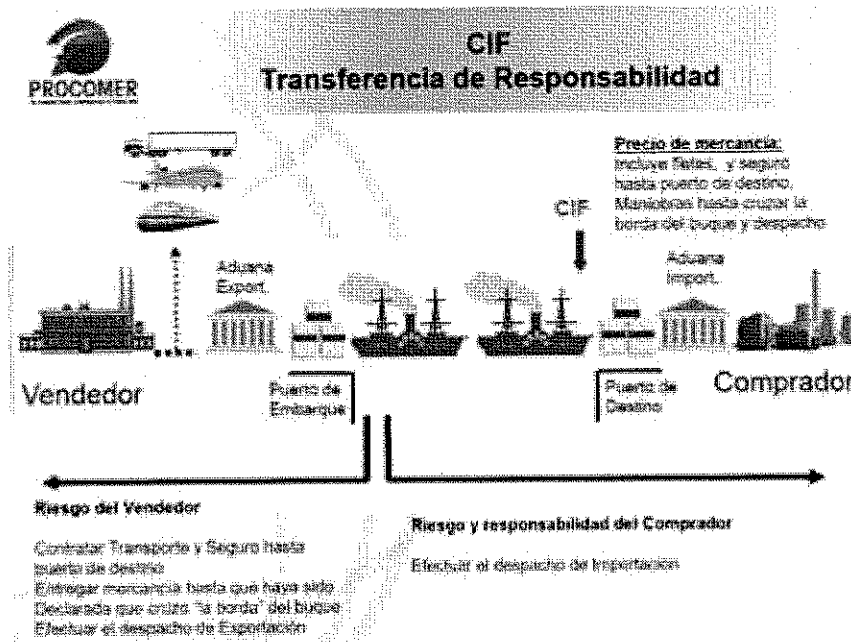 CIF
Transferencia de Responsabilidad
PROCOMER
Precio de mercancía:
Incluye fletes, y seguro
hasta puerto de destino,
Maniobras hasta cruzar la
borda del buque y despacho
CIF
Aduana
Export.
Aduana
Import.
Vendedor
Puerto de
Embarque
Puerto de
Destino
Comprador
Riesgo del Vendedor
Contratar Transporte y Seguro hasta
puerto de destino
Entregar mercancía hasta que haya sido
Declarada que cruzo "la borda" del buque
Efectuar el despacho de Exportación
Riesgo y responsabilidad del Comprador
Efectuar el despacho de Importación